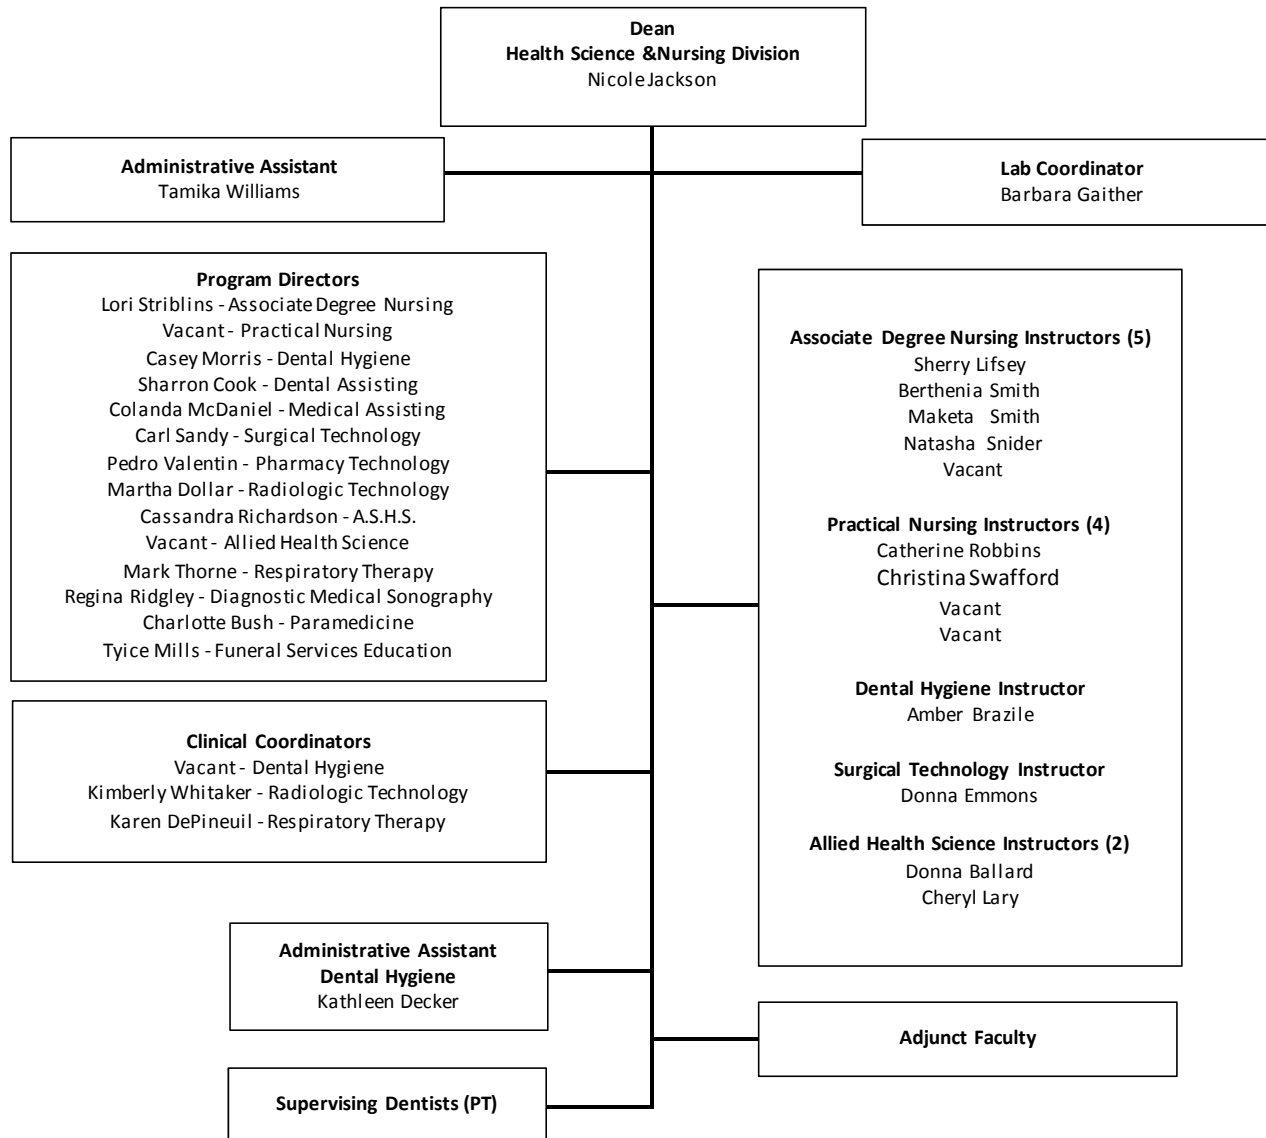 Dean
Health Science &Nursing Division
Nicole Jackson
Administrative Assistant
Tamika Williams
Lab Coordinator
Barbara Gaither
Program Directors
Lori Striblins - Associate Degree Nursing
Vacant - Practical Nursing
Casey Morris - Dental Hygiene
Sharron Cook - Dental Assisting
Colanda McDaniel - Medical Assisting
Carl Sandy - Surgical Technology
Pedro Valentin - Pharmacy Technology
Martha Dollar - Radiologic Technology
Cassandra Richardson - A.S.H.S.
Vacant - Allied Health Science
Mark Thorne - Respiratory Therapy
Regina Ridgley - Diagnostic Medical Sonography
Charlotte Bush - Paramedicine
Tyice Mills - Funeral Services Education
Associate Degree Nursing Instructors (5)
Sherry Lifsey
Berthenia Smith
Maketa Smith
Natasha Snider
Vacant
Practical Nursing Instructors (4)
Catherine Robbins
Christina Swafford
Vacant
Vacant
Dental Hygiene Instructor
Amber Brazile
Surgical Technology Instructor
Donna Emmons
Allied Health Science Instructors (2)
Donna Ballard
Cheryl Lary
Clinical Coordinators
Vacant - Dental Hygiene
Kimberly Whitaker - Radiologic Technology
Karen DePineuil - Respiratory Therapy
Administrative Assistant
Dental Hygiene
Kathleen Decker
Adjunct Faculty
Supervising Dentists (PT)